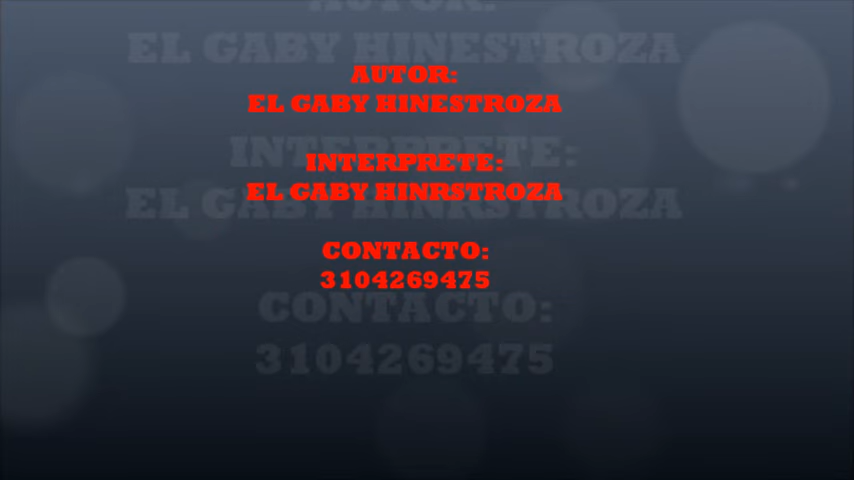 AUTOR:
EL GABY HINESTROZA
INTERPRETE:
EL GABY HINRSTROZA
CONTACTO:
3104269475